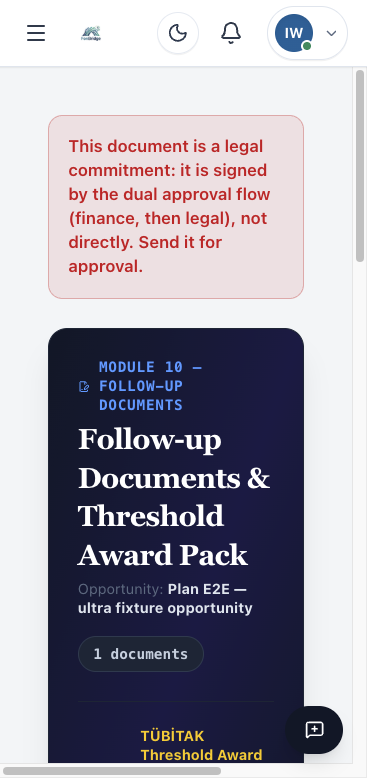 IW
This document is a legal
commitment: it is signed
by the dual approval flow
(finance, then legal), not
directly. Send it for
approval.
MODULE 10 —
FOLLOW-UP
DOCUMENTS
Follow-up
Documents &
Threshold
Award Pack
Opportunity: Plan E2E —
ultra fixture opportunity
1 documents
TÜBİTAK
Threshold Award